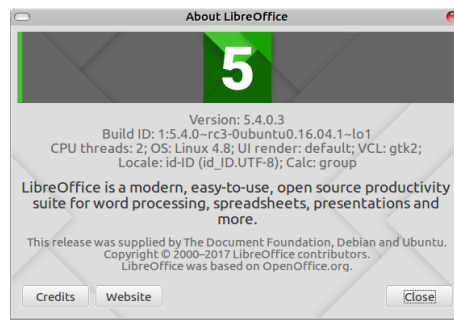 About LibreOffice
5
Version: 5.4.0.3
Build ID: 1:5.4.0~rc3-0ubuntu0.16.04.1~lo1
CPU threads: 2; OS: Linux 4.8; UI render: default; VCL: gtk2;
Locale: id-ID (id_ID.UTF-8); Calc: group
LibreOffice is a modern, easy-to-use, open source productivity
suite for word processing, spreadsheets, presentations and
more.
This release was supplied by The Document Foundation, Debian and Ubuntu.
Copyright © 2000–2017 LibreOffice contributors.
LibreOffice was based on OpenOffice.org.
Credits Website Close